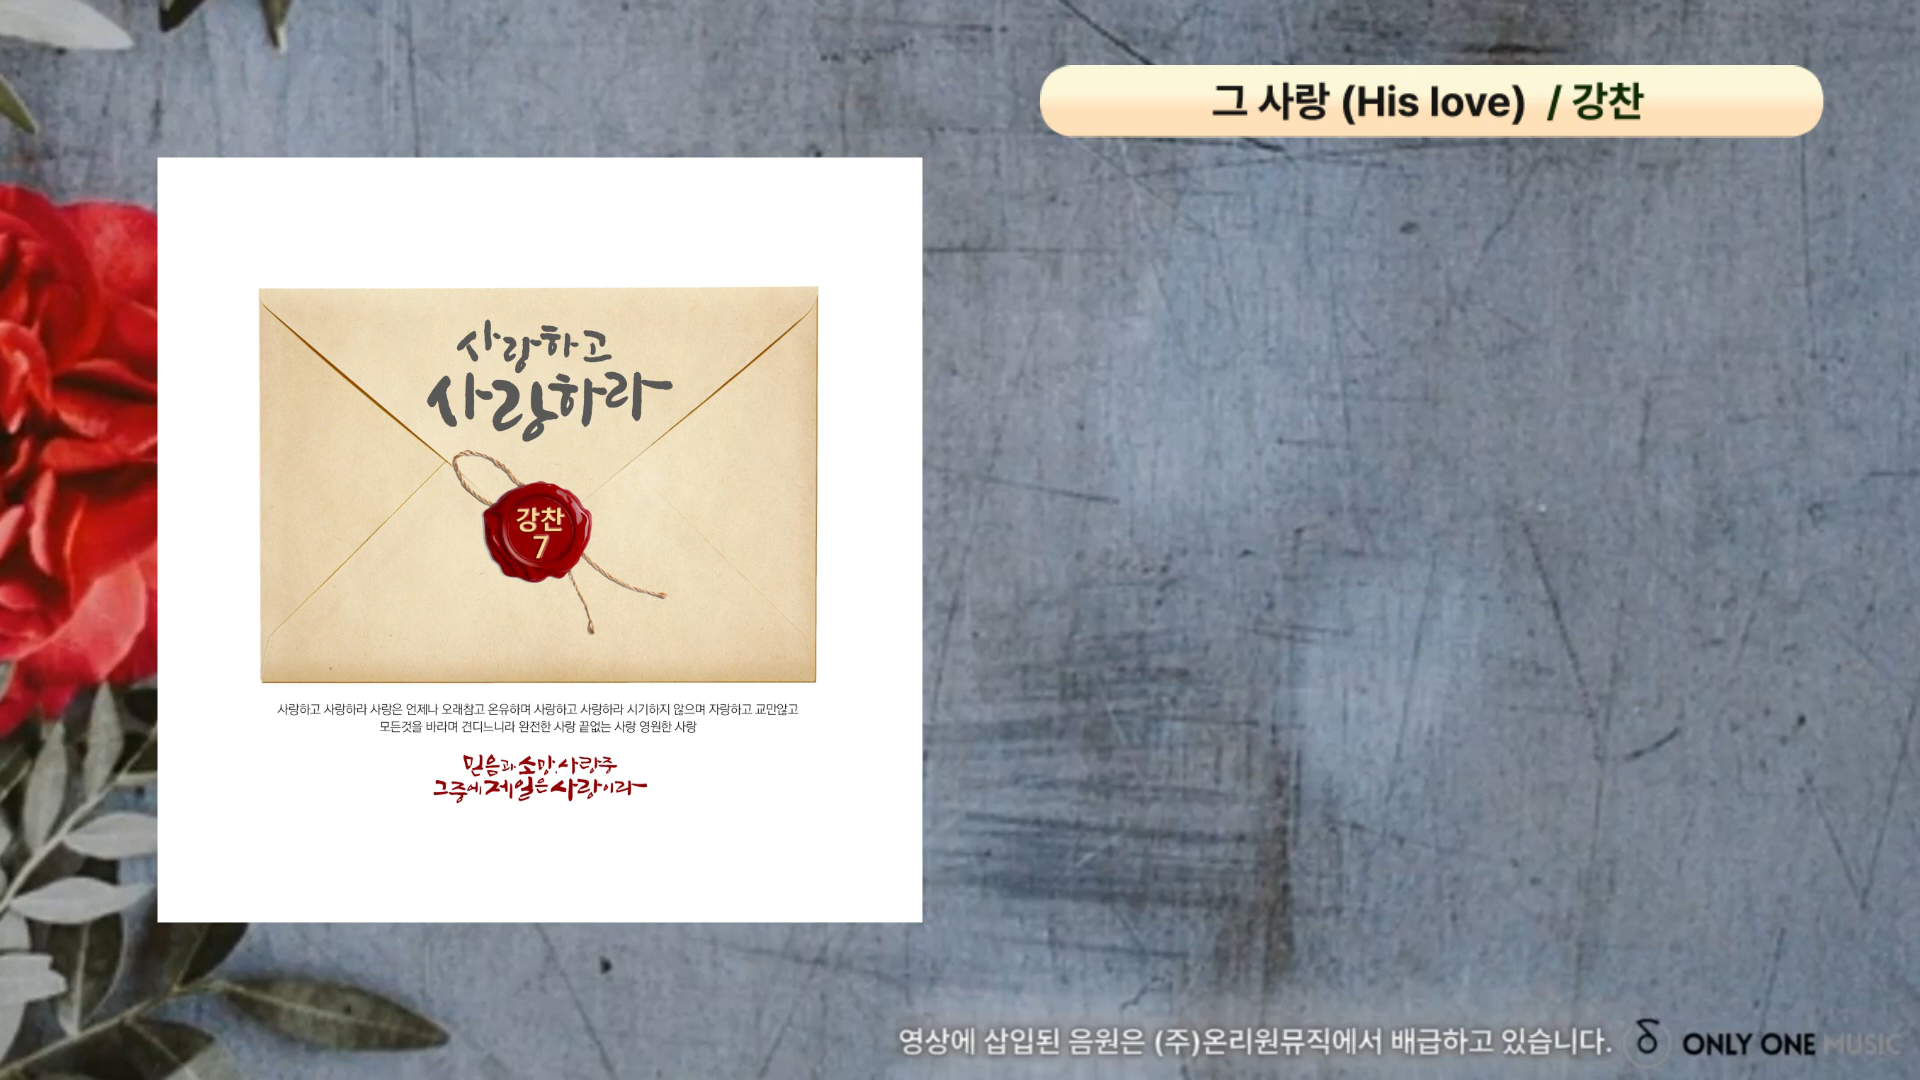 그 사랑 (His love) / 강찬
사랑하고
사랑하라
강찬
7
사랑하고 사랑하라 사랑은 언제나 오래참고 온유하며 사랑하고 사랑하라 시기하지 않으며 자랑하고 교만않고
모든것을 바라며 견디느니라 완전한 사랑 끝없는 사랑 영원한 사랑
믿음과 소망, 사랑중
그중에 제일은 사랑이라
영상에 삽입된 음원은 (주)온리원뮤직에서 배급하고 있습니다. ONLY ONE MUSIC